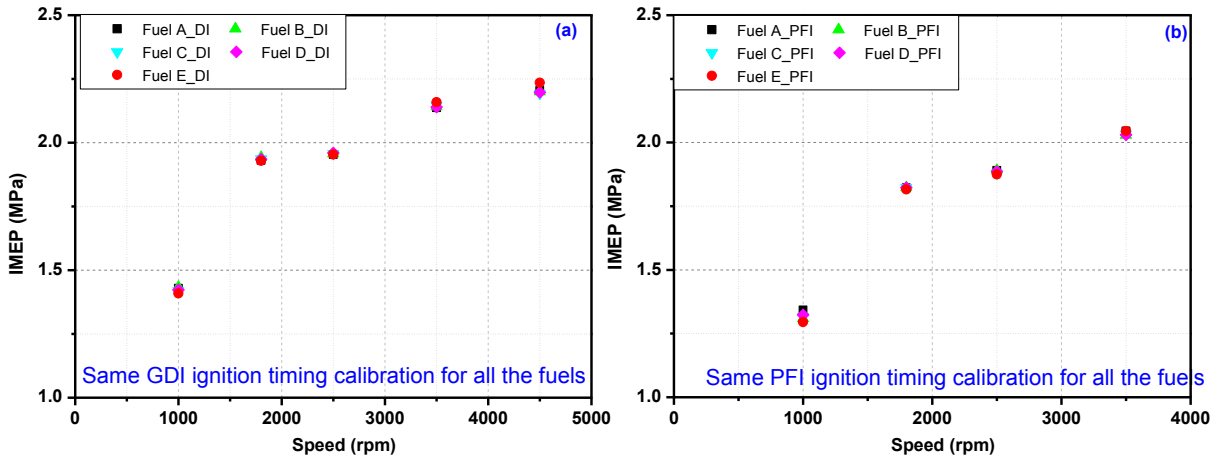 (a)
Fuel A_DI Fuel B_DI
Fuel C_DI Fuel D_DI
Fuel E_DI
IMEP (MPa)
2.5
2.0
1.5
1.0
Same GDI ignition timing calibration for all the fuels
0 1000 2000 3000 4000 5000
Speed (rpm)
(b)
Fuel A_PFI Fuel B_PFI
Fuel C_PFI Fuel D_PFI
Fuel E_PFI
IMEP (MPa)
2.5
2.0
1.5
1.0
Same PFI ignition timing calibration for all the fuels
0 1000 2000 3000 4000
Speed (rpm)